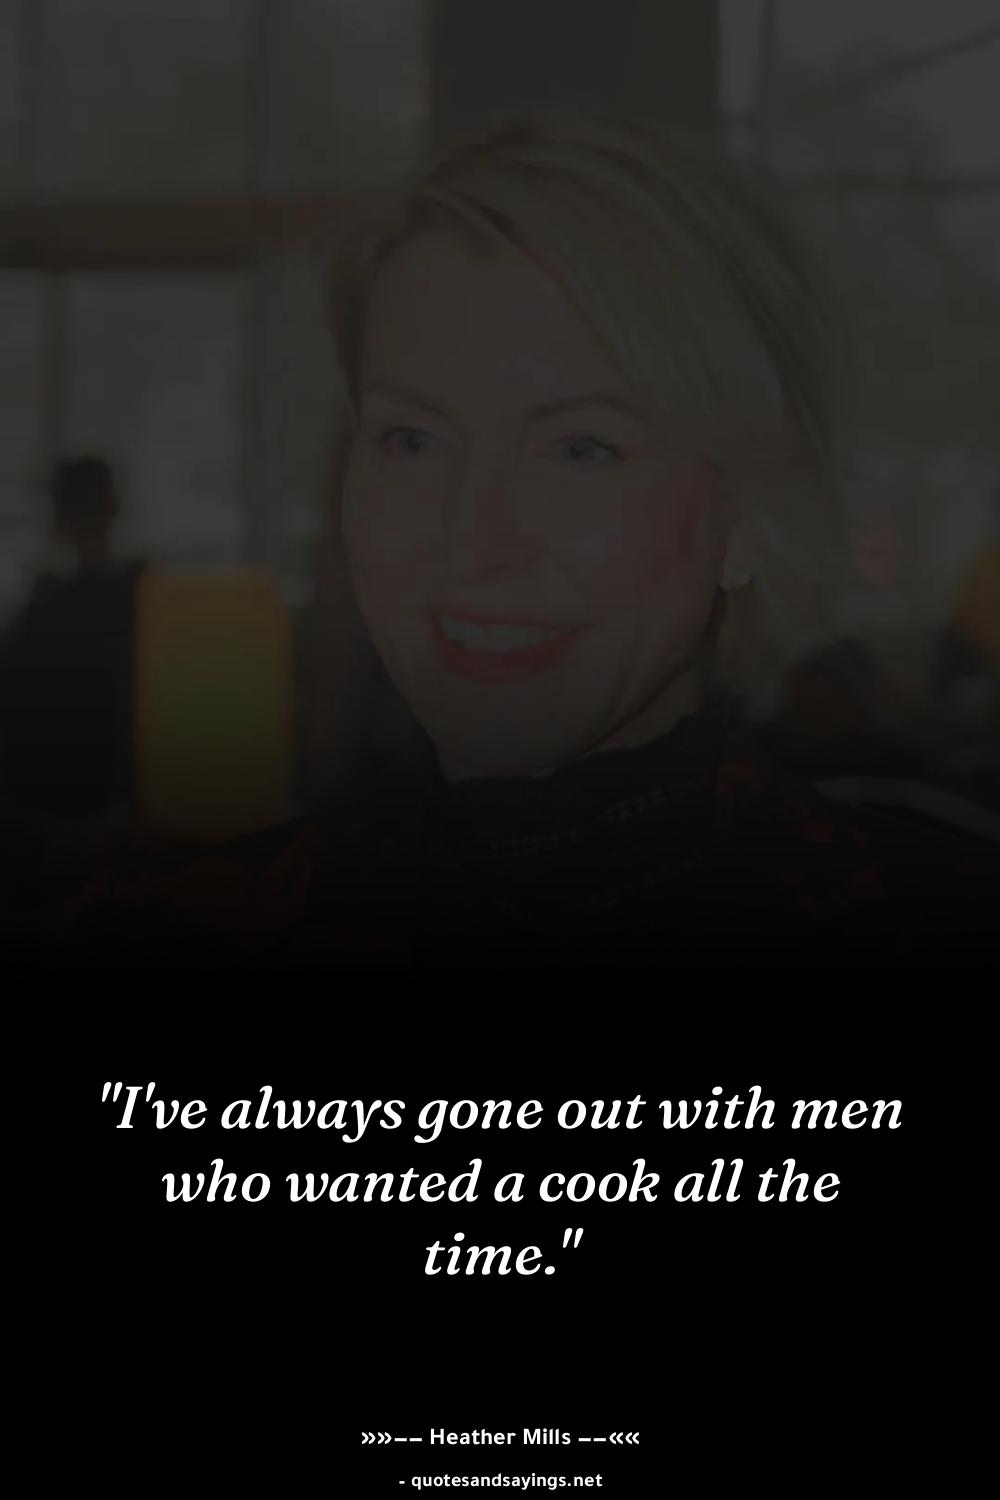 "I've always gone out with men
who wanted a cook all the
time."
»»−− Heather Mills −−««
- quotesandsayings.net